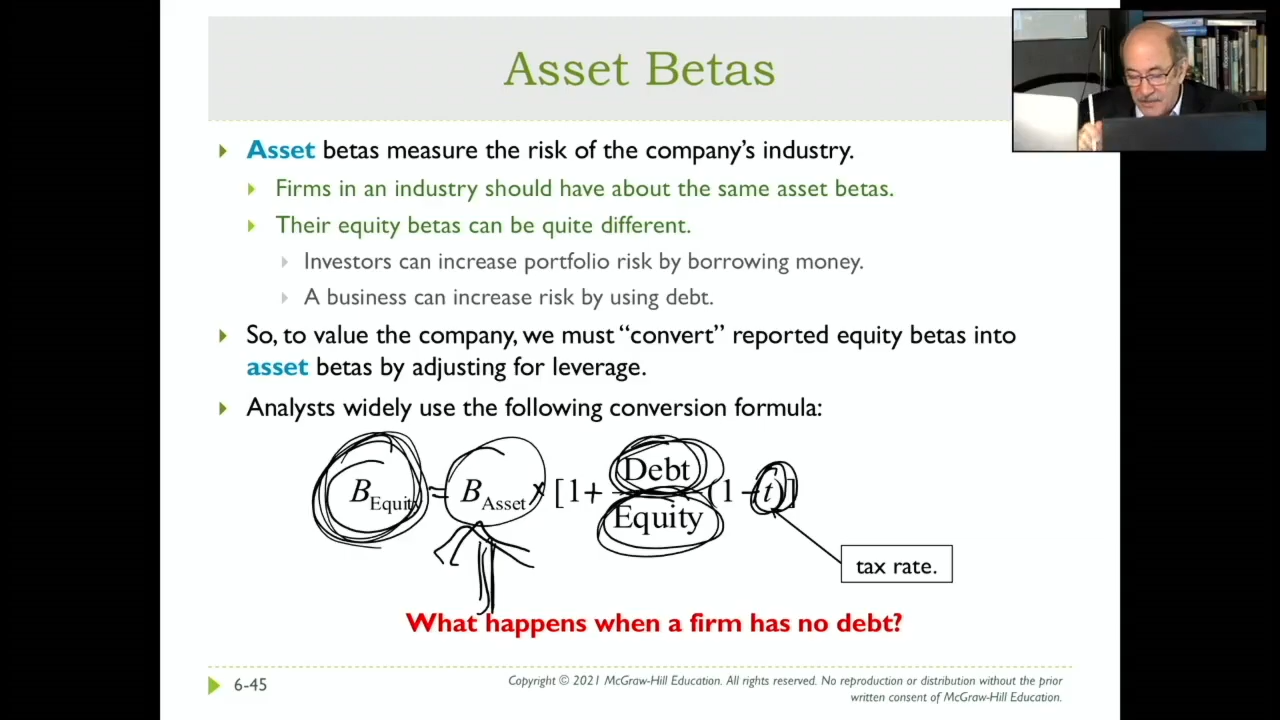 Asset Betas
Asset betas measure the risk of the company's industry.
Firms in an industry should have about the same asset betas.
Their equity betas can be quite different.
Investors can increase portfolio risk by borrowing money.
A business can increase risk by using debt.
So, to value the company, we must "convert" reported equity betas into
asset betas by adjusting for leverage.
Analysts widely use the following conversion formula:
B_Equity = B_Asset × [1 + Debt/Equity (1 – t)]
tax rate.
What happens when a firm has no debt?
6-45
Copyright © 2021 McGraw-Hill Education. All rights reserved. No reproduction or distribution without the prior
written consent of McGraw-Hill Education.